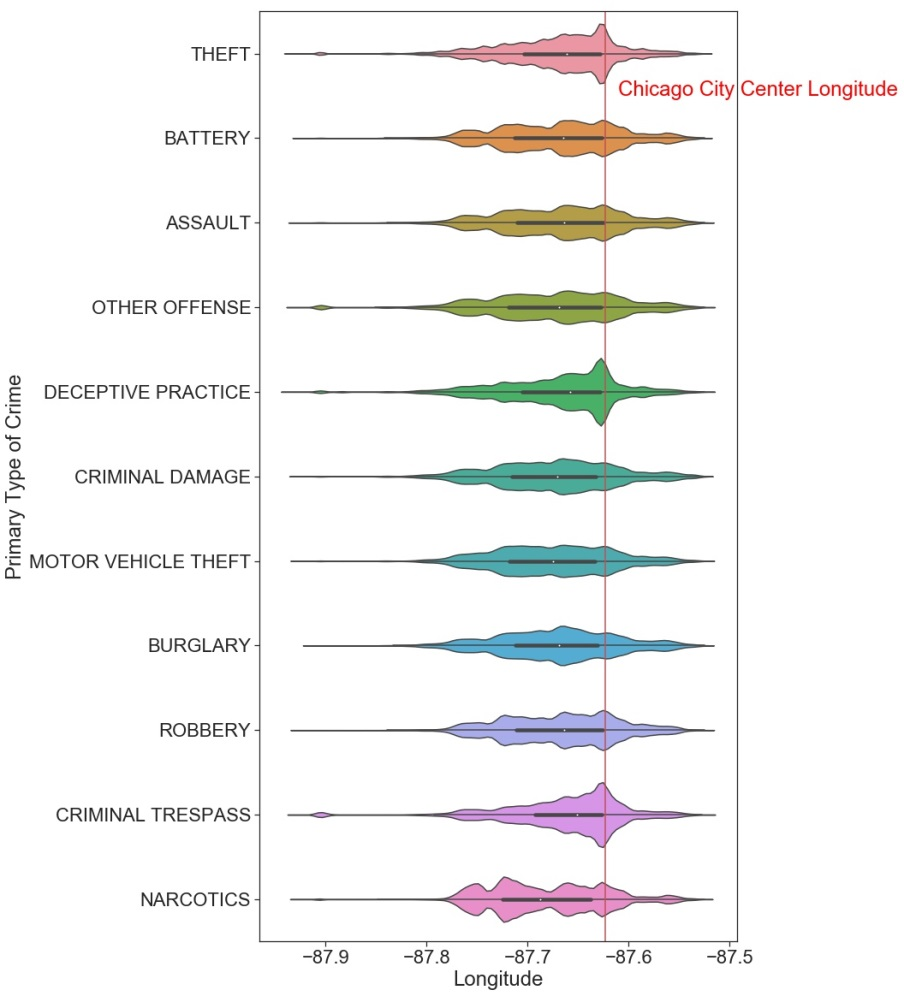 THEFT
Chicago City Center Longitude
BATTERY
ASSAULT
OTHER OFFENSE
DECEPTIVE PRACTICE
CRIMINAL DAMAGE
MOTOR VEHICLE THEFT
BURGLARY
ROBBERY
CRIMINAL TRESPASS
NARCOTICS
Primary Type of Crime
−87.9 −87.8 −87.7 −87.6 −87.5
Longitude